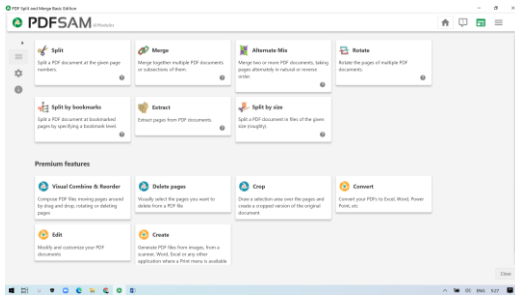 PDF Split and Merge Basic Edition
PDFSAM
Split
Split a PDF document at the given page
numbers.
Merge
Merge together multiple PDF documents
or subsections of them.
Alternate Mix
Merge two or more PDF documents, taking
pages alternately in natural or reverse
order.
Rotate
Rotate the pages of multiple PDF
documents.
Split by bookmarks
Split a PDF document at bookmarked
pages by specifying a bookmark level.
Extract
Extract pages from PDF documents.
Split by size
Split a PDF document in files of the given
size (roughly).
Premium features
Visual Combine & Reorder
Compose PDF files moving pages around
by drag and drop, rotating or deleting
pages
Delete pages
Visually select the pages you want to
delete from a PDF file
Crop
Draw a selection area over the pages and
create a cropped version of the original
document
Convert
Convert your PDFs to Excel, Word, Power
Point, etc
Edit
Modify and customize your PDF
documents
Create
Generate PDF files from images, from a
scanner, Word, Excel or any other
application where a Print menu is available
Close
ENG